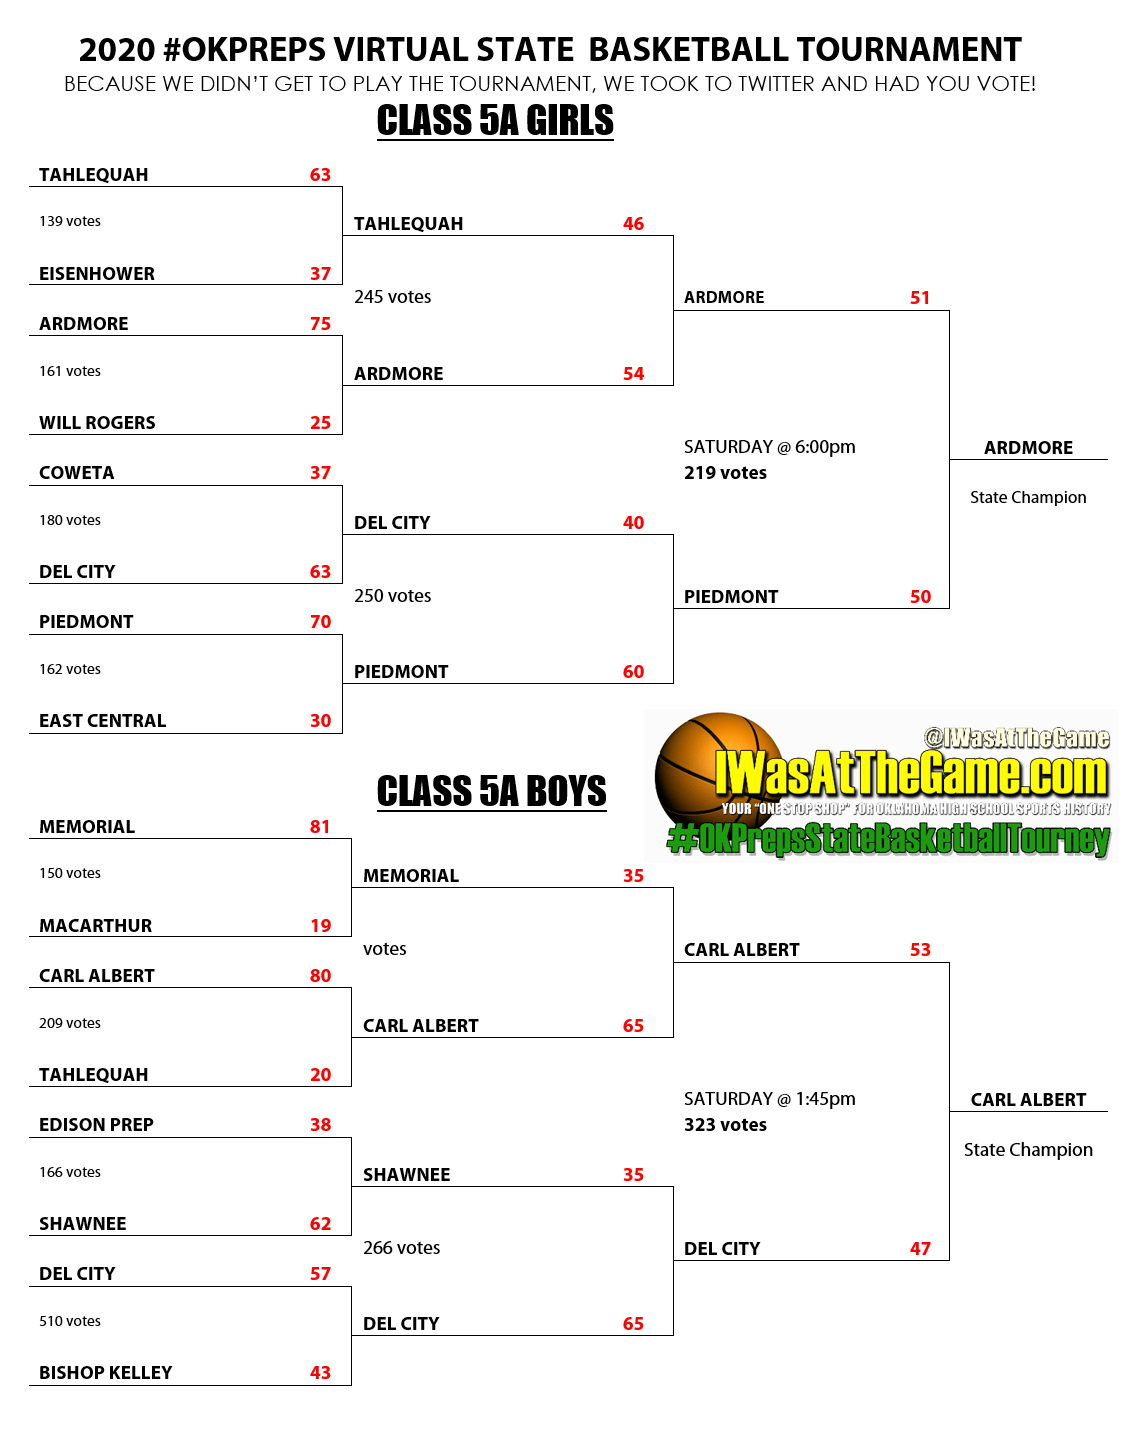 2020 #OKPREPS VIRTUAL STATE BASKETBALL TOURNAMENT
BECAUSE WE DIDN'T GET TO PLAY THE TOURNAMENT, WE TOOK TO TWITTER AND HAD YOU VOTE!
CLASS 5A GIRLS
TAHLEQUAH 63
139 votes
EISENHOWER 37
ARDMORE 75
161 votes
WILL ROGERS 25
COWETA 37
180 votes
DEL CITY 63
PIEDMONT 70
162 votes
EAST CENTRAL 30
TAHLEQUAH 46
245 votes
ARDMORE 54
DEL CITY 40
250 votes
PIEDMONT 60
ARDMORE 51
SATURDAY @ 6:00pm
219 votes
PIEDMONT 50
ARDMORE
State Champion
@IWasAtTheGame
IWasAtTheGame.com
YOUR "ONE STOP SHOP" FOR OKLAHOMA HIGH SCHOOL SPORTS HISTORY
#OKPrepsStateBasketballTourney
CLASS 5A BOYS
MEMORIAL 81
150 votes
MACARTHUR 19
CARL ALBERT 80
209 votes
TAHLEQUAH 20
EDISON PREP 38
166 votes
SHAWNEE 62
DEL CITY 57
510 votes
BISHOP KELLEY 43
MEMORIAL 35
votes
CARL ALBERT 65
SHAWNEE 35
266 votes
DEL CITY 65
CARL ALBERT 53
SATURDAY @ 1:45pm
323 votes
DEL CITY 47
CARL ALBERT
State Champion